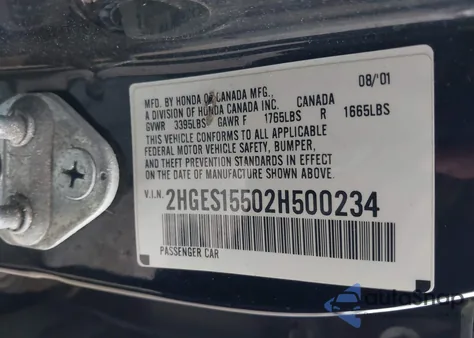 08/'01
MFD. BY HONDA OF CANADA MFG.,
A DIVISION OF HONDA CANADA INC. CANADA
GVWR 3395LBS GAWR F 1765LBS R 1665LBS
THIS VEHICLE CONFORMS TO ALL APPLICABLE
FEDERAL MOTOR VEHICLE SAFETY, BUMPER,
AND THEFT PREVENTION STANDARDS IN EFFECT
ON THE DATE OF MANUFACTURE SHOWN ABOVE.
V.I.N. 2HGES15502H500234
PASSENGER CAR
autoSnap